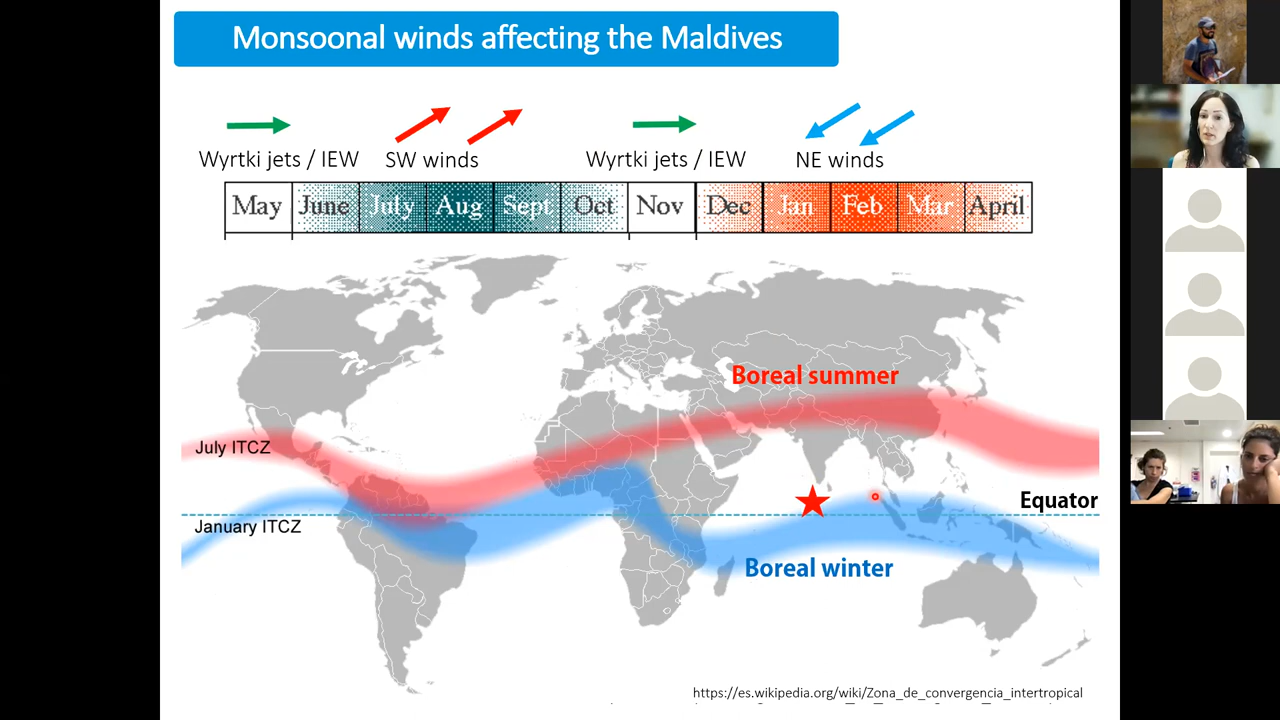 Monsoonal winds affecting the Maldives
Wyrtki jets / IEW SW winds Wyrtki jets / IEW NE winds
May June July Aug Sept Oct Nov Dec Jan Feb Mar April
Boreal summer
July ITCZ
Equator
January ITCZ
Boreal winter
https://es.wikipedia.org/wiki/Zona_de_convergencia_intertropical